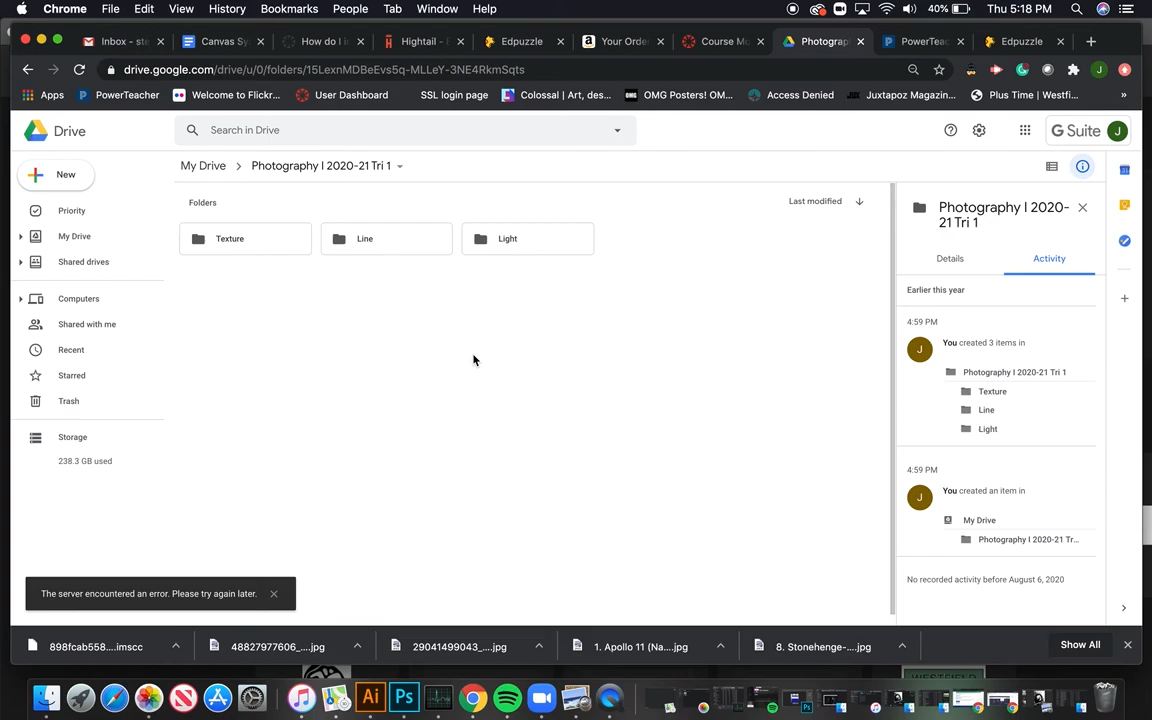 Chrome File Edit View History Bookmarks People Tab Window Help 40% Thu 5:18 PM
Inbox - ste Canvas Sy How do I i Hightail - E Edpuzzle Your Orde Course Mo Photograp PowerTeac Edpuzzle
drive.google.com/drive/u/0/folders/15LexnMDBeEvs5q-MLLeY-3NE4RkmSqts
Apps PowerTeacher Welcome to Flickr... User Dashboard SSL login page Colossal | Art, des... OMG Posters! OM... Access Denied Juxtapoz Magazin... Plus Time | Westfi... »
Drive Search in Drive G Suite J
New
My Drive Photography I 2020-21 Tri 1
Priority
My Drive
Shared drives
Computers
Shared with me
Recent
Starred
Trash
Storage
238.3 GB used
Folders Last modified
Texture Line Light
Photography I 2020-
21 Tri 1
Details Activity
Earlier this year
4:59 PM
J You created 3 items in
Photography I 2020-21 Tri 1
Texture
Line
Light
4:59 PM
J You created an item in
My Drive
Photography I 2020-21 Tr...
No recorded activity before August 6, 2020
The server encountered an error. Please try again later.
898fcab558....imscc 48827977606_....jpg 29041499043_....jpg 1. Apollo 11 (Na....jpg 8. Stonehenge-....jpg Show All
Ai Ps
WESTFIELD